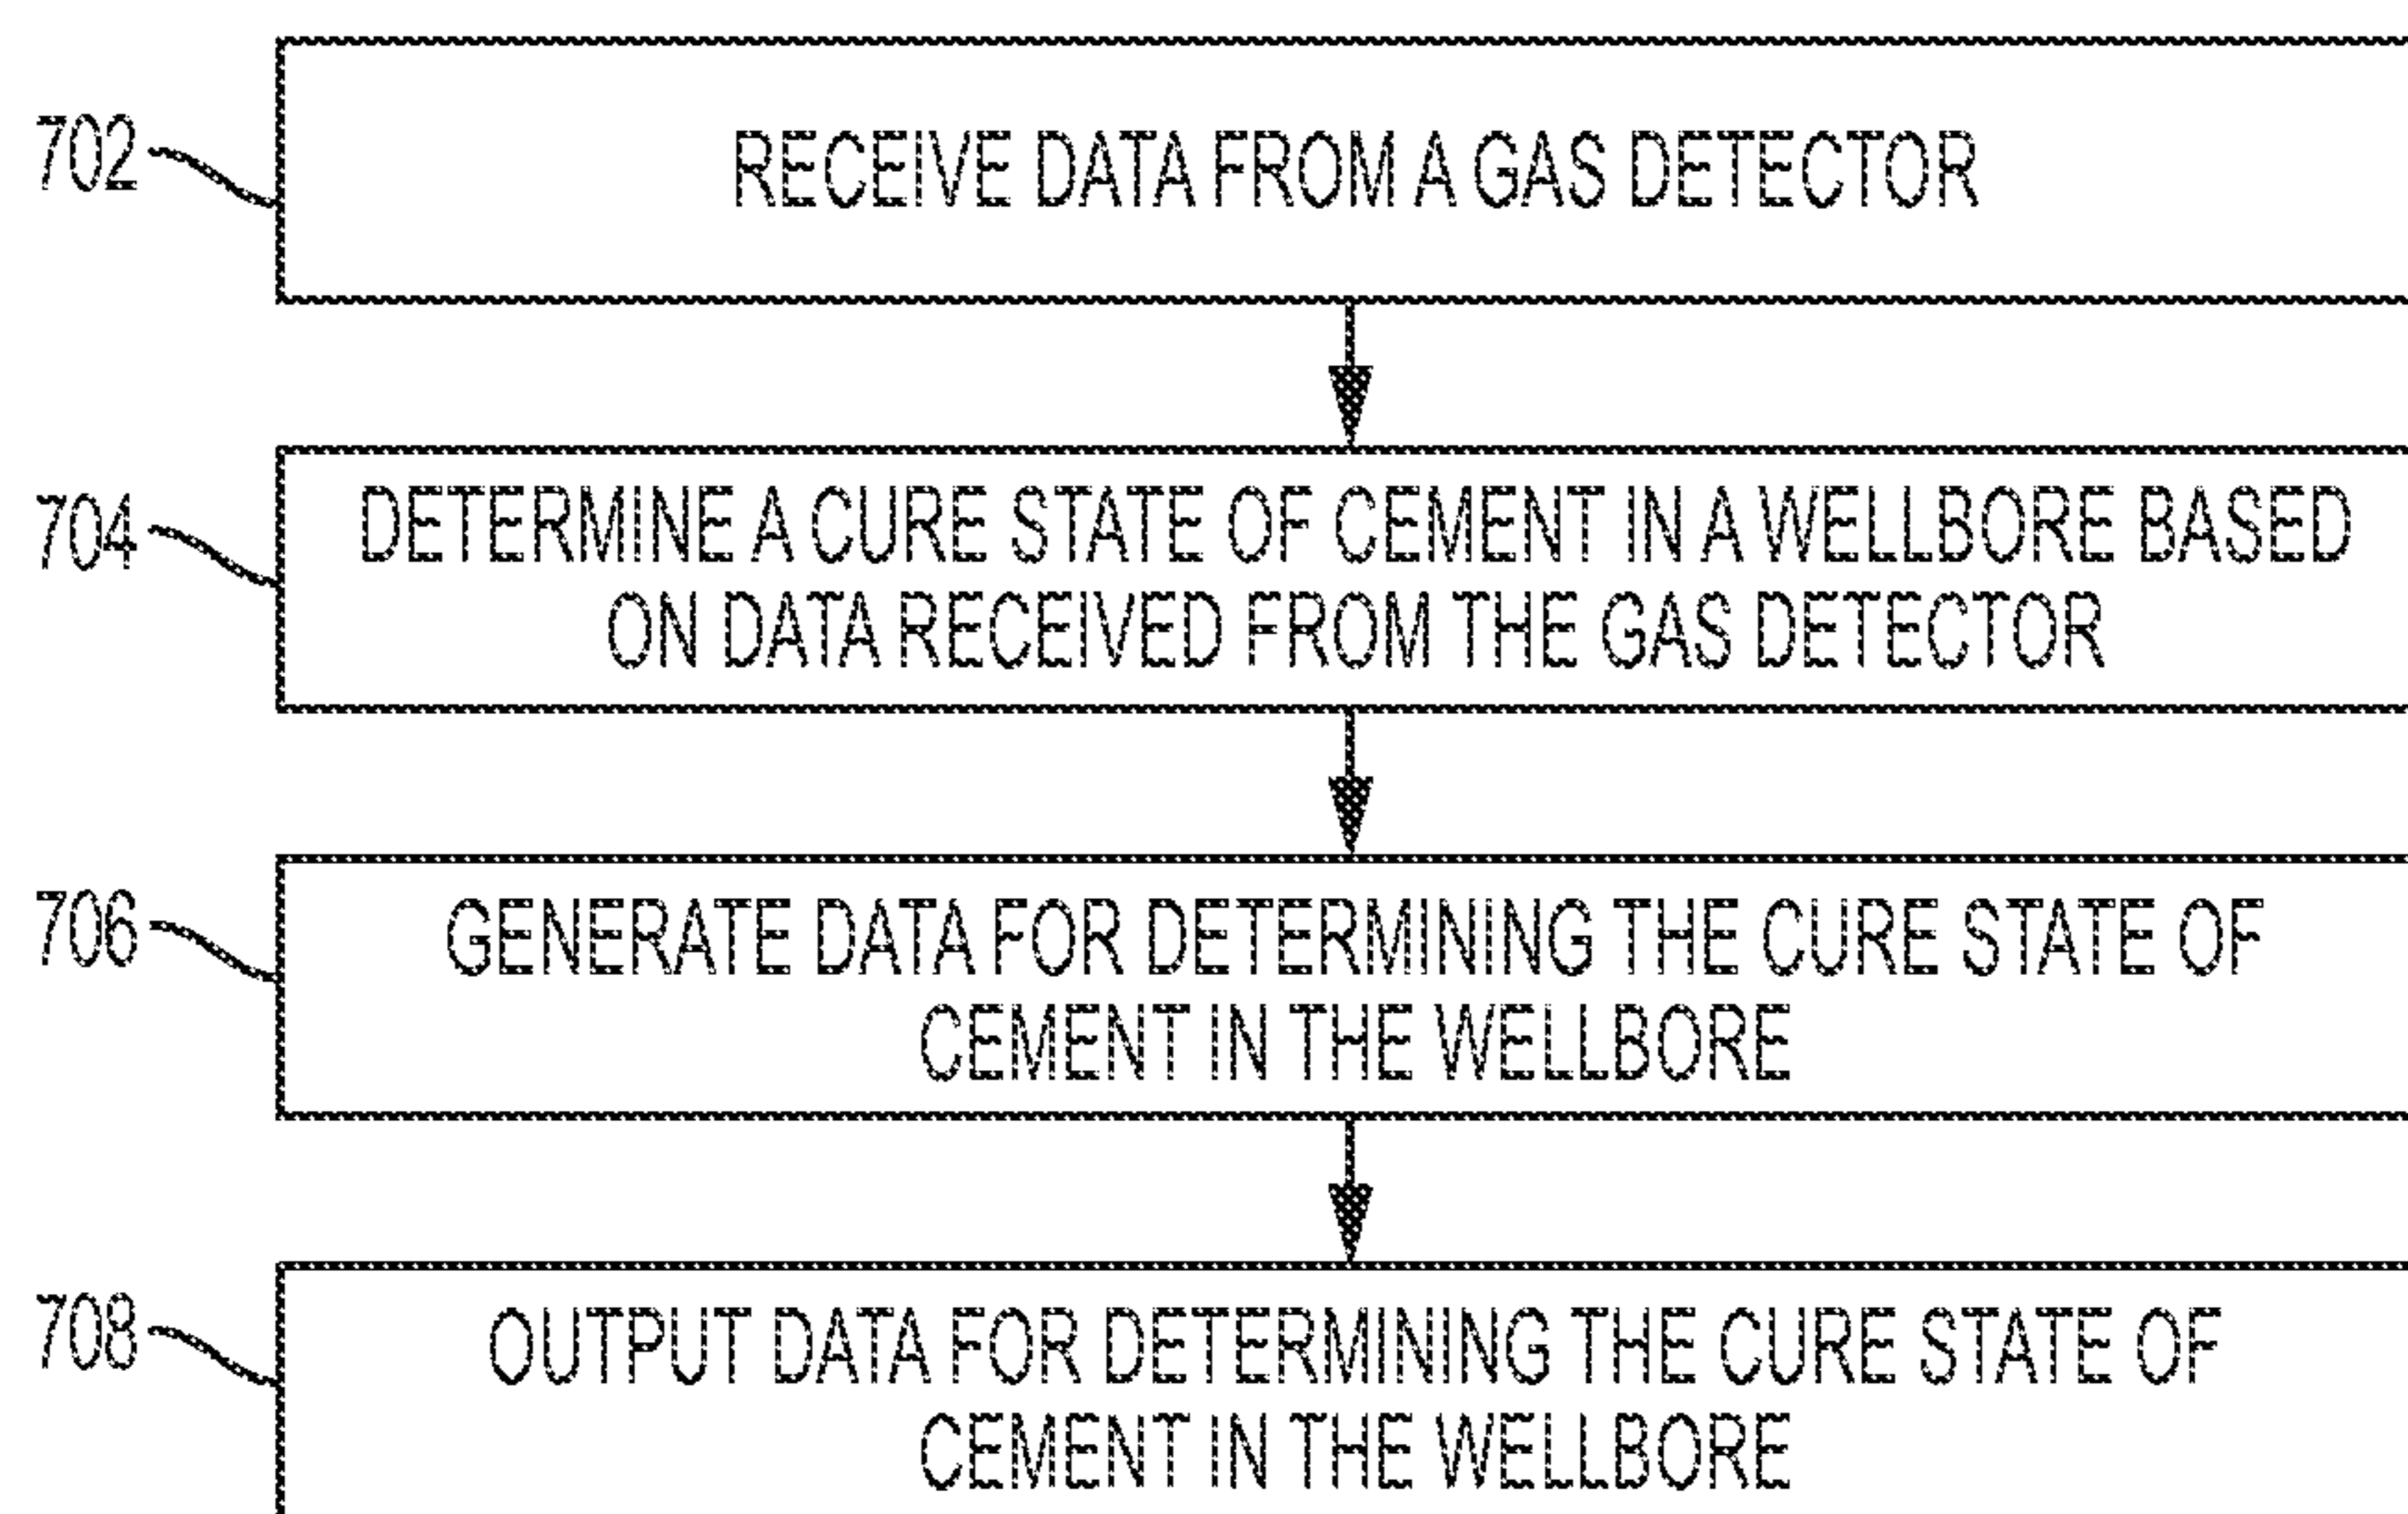 702
RECEIVE DATA FROM A GAS DETECTOR
704
DETERMINE A CURE STATE OF CEMENT IN A WELLBORE BASED
ON DATA RECEIVED FROM THE GAS DETECTOR
706
GENERATE DATA FOR DETERMINING THE CURE STATE OF
CEMENT IN THE WELLBORE
708
OUTPUT DATA FOR DETERMINING THE CURE STATE OF
CEMENT IN THE WELLBORE